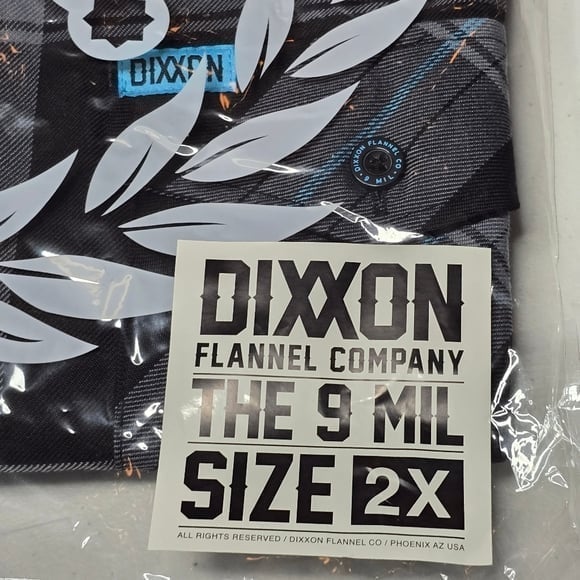 DIXXON
DIXXON FLANNEL CO.
9 MIL
DIXXON
FLANNEL COMPANY
THE 9 MIL
SIZE 2X
ALL RIGHTS RESERVED / DIXXON FLANNEL CO / PHOENIX AZ USA